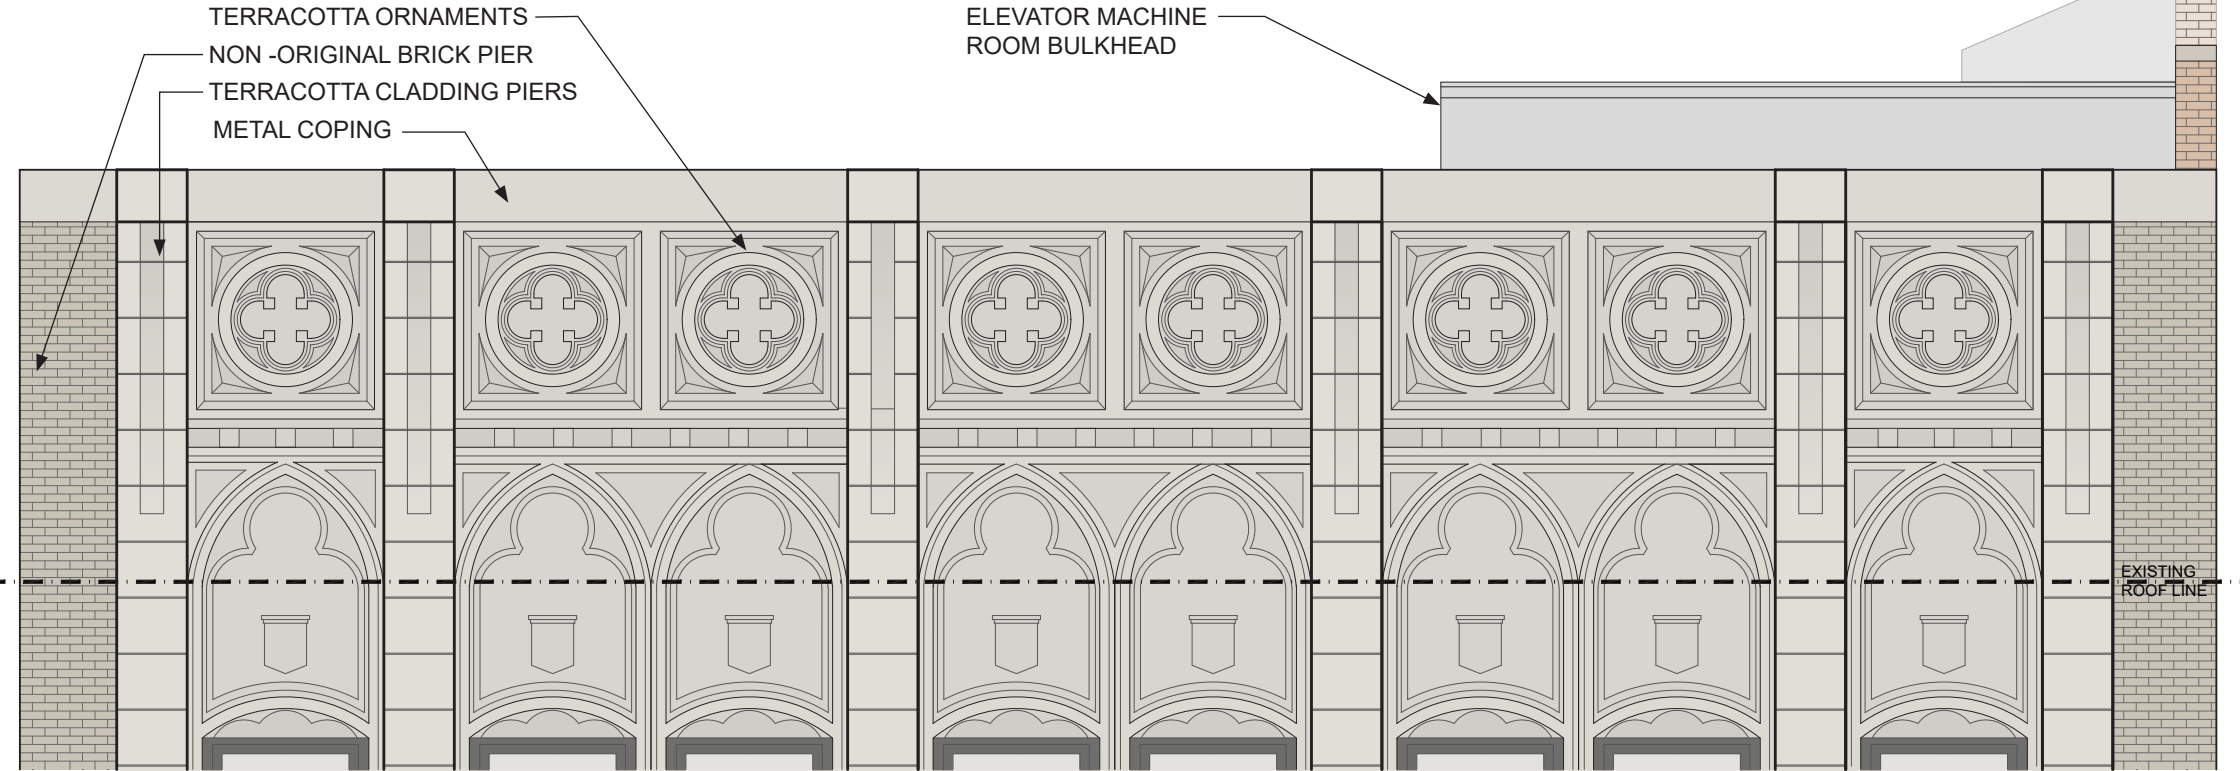 TERRACOTTA ORNAMENTS
NON -ORIGINAL BRICK PIER
TERRACOTTA CLADDING PIERS
METAL COPING
ELEVATOR MACHINE
ROOM BULKHEAD
EXISTING
ROOF LINE